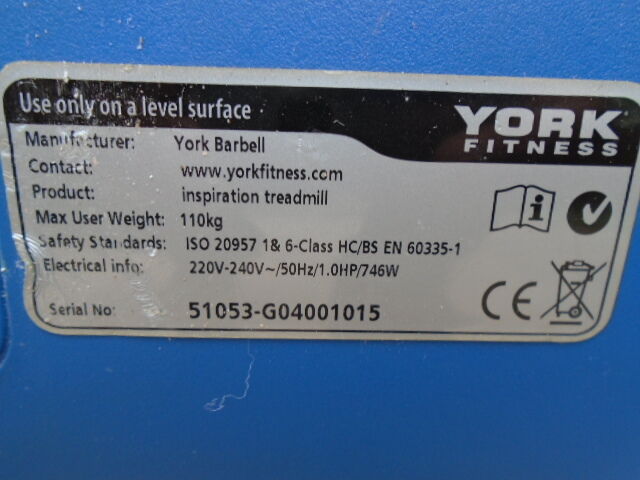 Use only on a level surface
YORK
FITNESS
Manufacturer: York Barbell
Contact: www.yorkfitness.com
Product: inspiration treadmill
Max User Weight: 110kg
Safety Standards: ISO 20957 1& 6-Class HC/BS EN 60335-1
Electrical info: 220V-240V~/50Hz/1.0HP/746W
Serial No: 51053-G04001015
CE